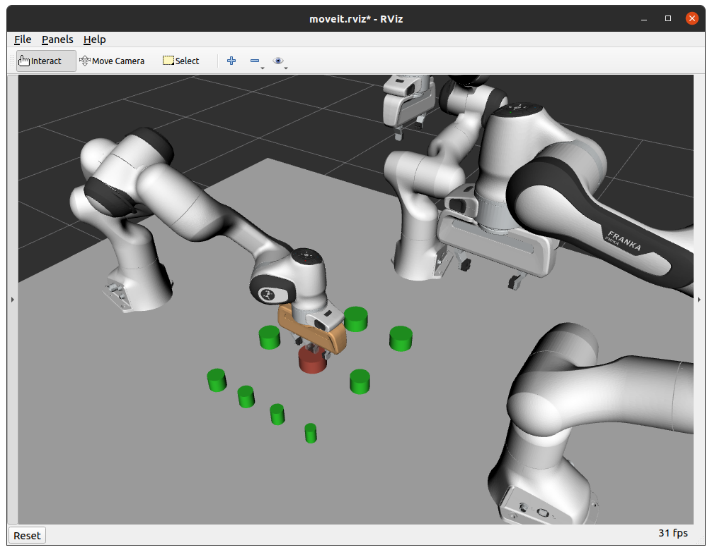 moveit.rviz* - RViz
File Panels Help
Interact Move Camera Select
FRANKA
Reset
31 fps